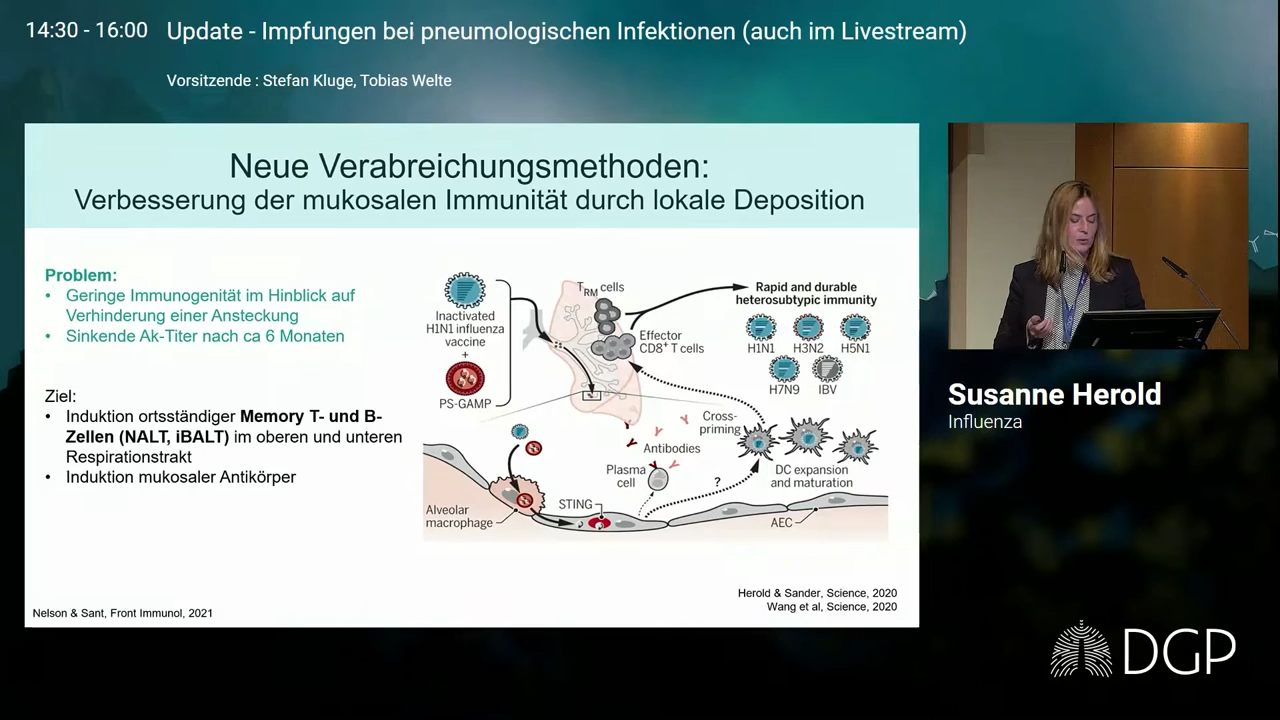 14:30 - 16:00 Update - Impfungen bei pneumologischen Infektionen (auch im Livestream)
Vorsitzende : Stefan Kluge, Tobias Welte
Neue Verabreichungsmethoden:
Verbesserung der mukosalen Immunität durch lokale Deposition
Problem:
• Geringe Immunogenität im Hinblick auf
Verhinderung einer Ansteckung
• Sinkende Ak-Titer nach ca 6 Monaten
Ziel:
• Induktion ortsständiger Memory T- und B-
Zellen (NALT, iBALT) im oberen und unteren
Respirationstrakt
• Induktion mukosaler Antikörper
Inactivated
H1N1 influenza
vaccine
+
PS-GAMP
TRM cells
Effector
CD8+ T cells
Rapid and durable
heterosubtypic immunity
H1N1 H3N2 H5N1
H7N9 IBV
Cross-
priming
Antibodies
Plasma
cell
DC expansion
and maturation
?
STING
Alveolar
macrophage
AEC
Herold & Sander, Science, 2020
Wang et al, Science, 2020
Nelson & Sant, Front Immunol, 2021
Susanne Herold
Influenza
DGP